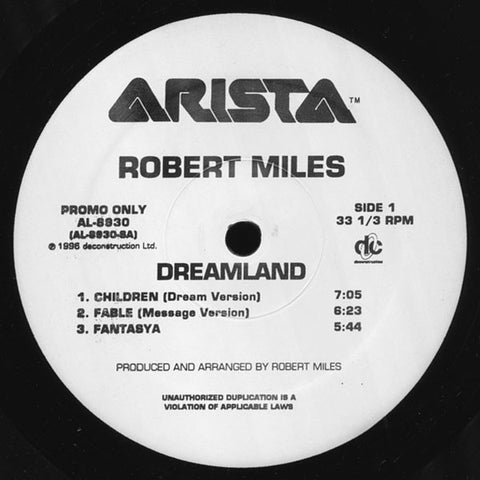 ARISTA™
ROBERT MILES
PROMO ONLY
AL-8930
(AL-8930-SA)
℗ 1996 deconstruction Ltd.
SIDE 1
33 1/3 RPM
dc
deconstruction
DREAMLAND
1. CHILDREN (Dream Version) 7:05
2. FABLE (Message Version) 6:23
3. FANTASYA 5:44
PRODUCED AND ARRANGED BY ROBERT MILES
UNAUTHORIZED DUPLICATION IS A
VIOLATION OF APPLICABLE LAWS